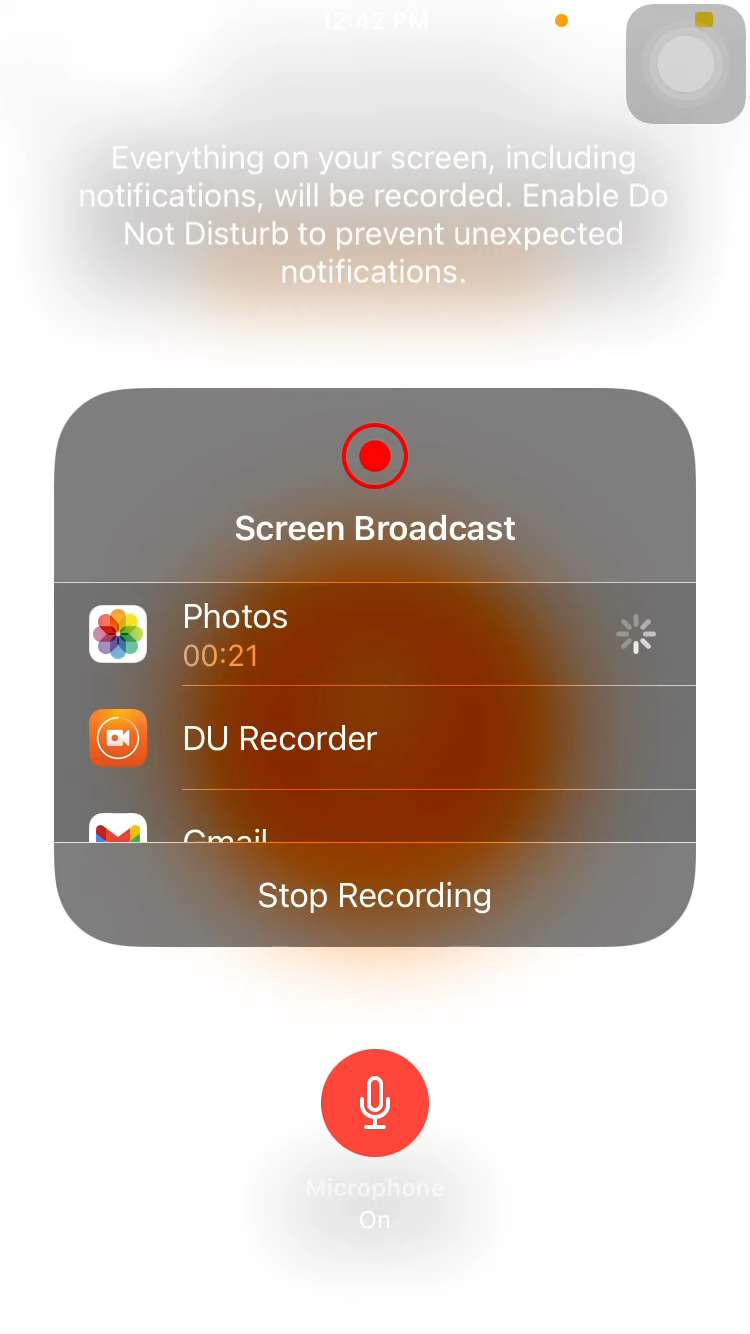 12:42 PM
Everything on your screen, including
notifications, will be recorded. Enable Do
Not Disturb to prevent unexpected
notifications.
Screen Broadcast
Photos
00:21
DU Recorder
Gmail
Stop Recording
Microphone
On